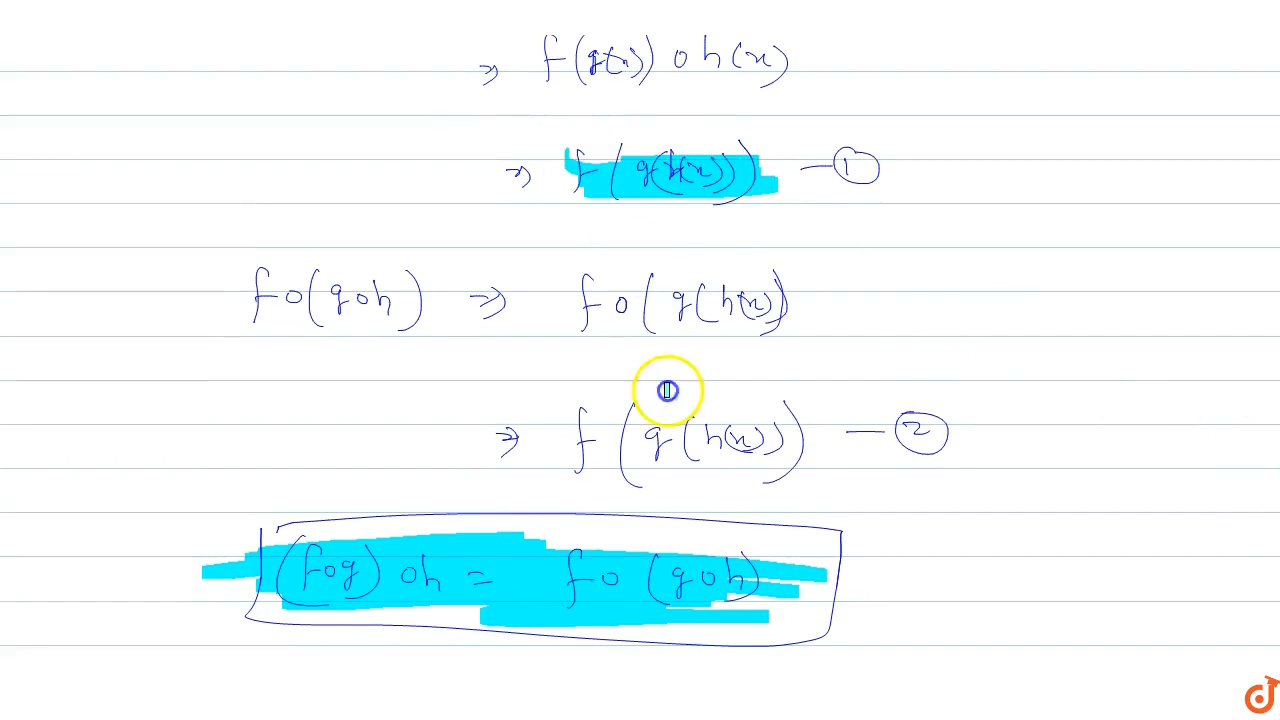 ⇒ f(g(x)) o h(x)
⇒ f(g(h(x))) — ①
fo(goh) ⇒ fo(g(h(x))
⇒ f(g(h(x))) — ②
(fog) oh = fo (goh)